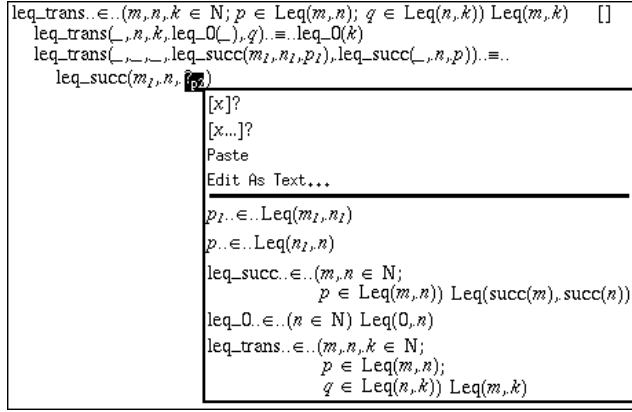 leq_trans..∈..(m,.n,.k ∈ N; p ∈ Leq(m,.n); q ∈ Leq(n,.k)) Leq(m,.k) []
leq_trans(_,.n,.k,.leq_0(_),.q)..≡..leq_0(k)
leq_trans(_,._,._,.leq_succ(m₁,.n₁,.p₁),.leq_succ(_,.n,.p))..≡..
leq_succ(m₁,.n,.?p2)
[x]?
[x...]?
Paste
Edit As Text...
p₁..∈..Leq(m₁,.n₁)
p..∈..Leq(n₁,.n)
leq_succ..∈..(m,.n ∈ N;
p ∈ Leq(m,.n)) Leq(succ(m),.succ(n))
leq_0..∈..(n ∈ N) Leq(0,.n)
leq_trans..∈..(m,.n,.k ∈ N;
p ∈ Leq(m,.n);
q ∈ Leq(n,.k)) Leq(m,.k)